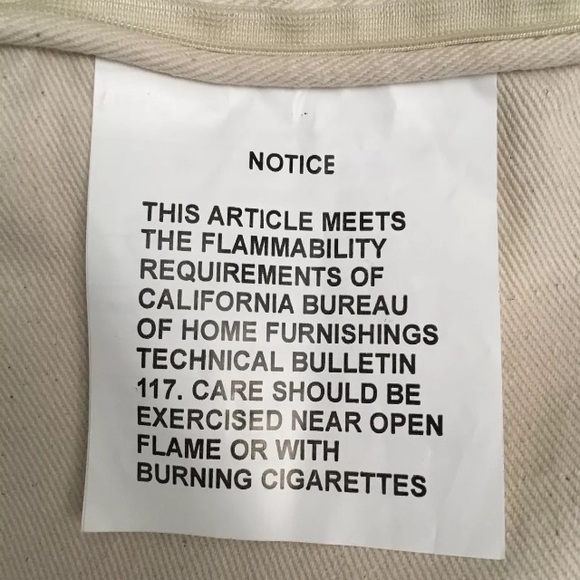 NOTICE
THIS ARTICLE MEETS
THE FLAMMABILITY
REQUIREMENTS OF
CALIFORNIA BUREAU
OF HOME FURNISHINGS
TECHNICAL BULLETIN
117. CARE SHOULD BE
EXERCISED NEAR OPEN
FLAME OR WITH
BURNING CIGARETTES